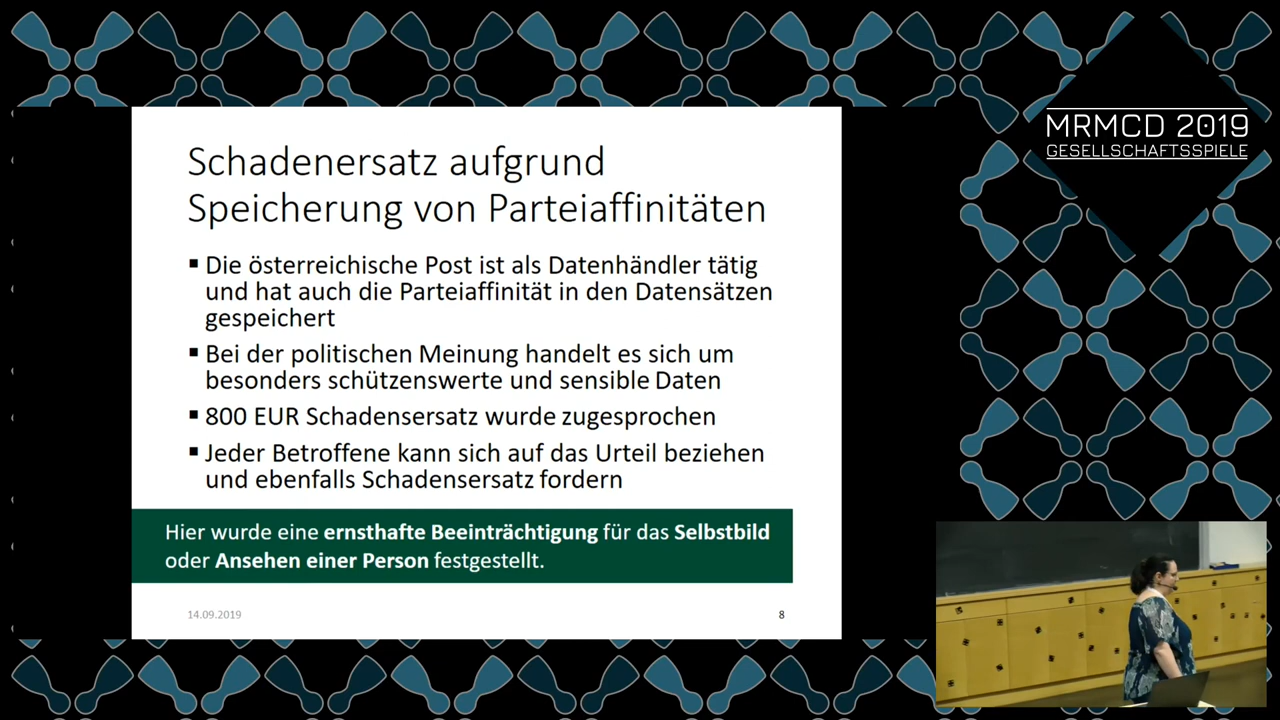 MRMCD 2019
GESELLSCHAFTSSPIELE
Schadenersatz aufgrund
Speicherung von Parteiaffinitäten
▪ Die österreichische Post ist als Datenhändler tätig
und hat auch die Parteiaffinität in den Datensätzen
gespeichert
▪ Bei der politischen Meinung handelt es sich um
besonders schützenswerte und sensible Daten
▪ 800 EUR Schadensersatz wurde zugesprochen
▪ Jeder Betroffene kann sich auf das Urteil beziehen
und ebenfalls Schadensersatz fordern
Hier wurde eine ernsthafte Beeinträchtigung für das Selbstbild
oder Ansehen einer Person festgestellt.
14.09.2019
8